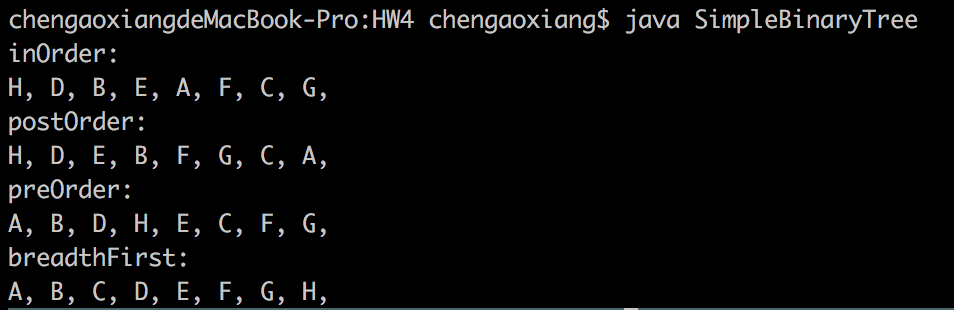 chengaoxiangdeMacBook-Pro:HW4 chengaoxiang$ java SimpleBinaryTree
inOrder:
H, D, B, E, A, F, C, G,
postOrder:
H, D, E, B, F, G, C, A,
preOrder:
A, B, D, H, E, C, F, G,
breadthFirst:
A, B, C, D, E, F, G, H,